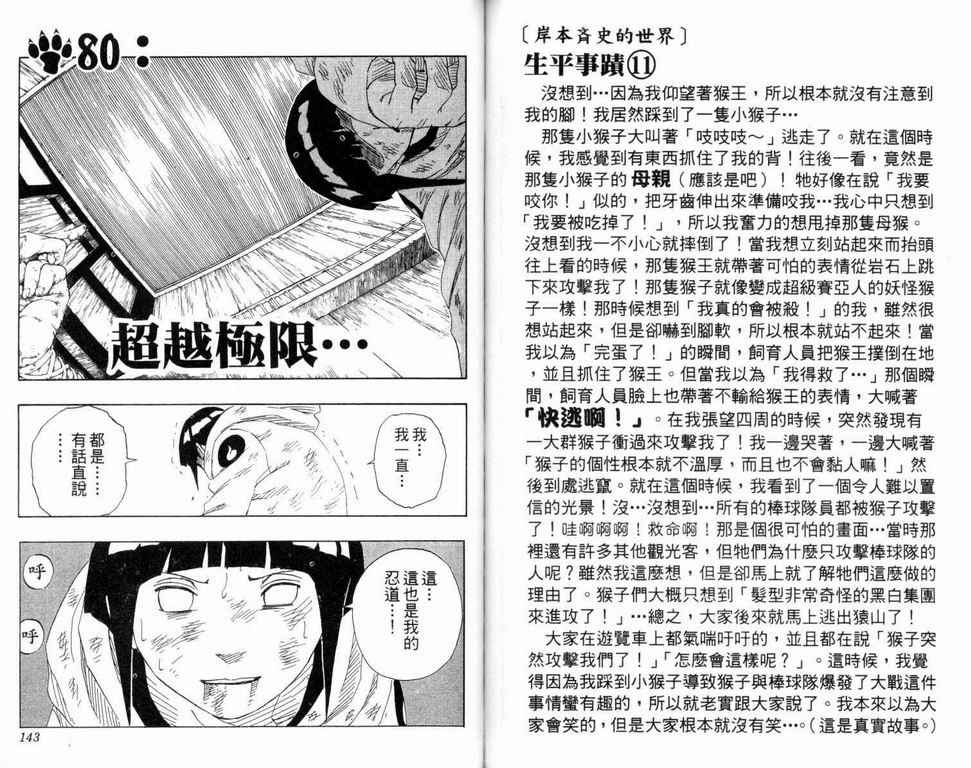 〔岸本斉史的世界〕
生平事蹟⑪
沒想到…因為我仰望著猴王，所以根本就沒有注意到
我的腳！我居然踩到了一隻小猴子…
那隻小猴子大叫著「吱吱吱～」逃走了。就在這個時
候，我感覺到有東西抓住了我的背！往後一看，竟然是
那隻小猴子的母親（應該是吧）！牠好像在說「我要
咬你！」似的，把牙齒伸出來準備咬我…我心中只想到
「我要被吃掉了！」，所以我奮力的想甩掉那隻母猴。
沒想到我一不小心就摔倒了！當我想立刻站起來而抬頭
往上看的時候，那隻猴王就帶著可怕的表情從岩石上跳
下來攻擊我了！那隻猴子就像變成超級賽亞人的妖怪猴
子一樣！那時候想到「我真的會被殺！」的我，雖然很
想站起來，但是卻嚇到腳軟，所以根本就站不起來！當
我以為「完蛋了！」的瞬間，飼育人員把猴王撲倒在地
，並且抓住了猴王。但當我以為「我得救了…」那個瞬
間，飼育人員臉上也帶著不輸給猴王的表情，大喊著
「快逃啊！」。在我張望四周的時候，突然發現有
一大群猴子衝過來攻擊我了！我一邊哭著，一邊大喊著
「猴子的個性根本就不溫厚，而且也不會黏人嘛！」然
後到處逃竄。就在這個時候，我看到了一個令人難以置
信的光景！沒…沒想到…所有的棒球隊員都被猴子攻擊
了！哇啊啊啊！救命啊！那是個很可怕的畫面…當時那
裡還有許多其他觀光客，但牠們為什麼只攻擊棒球隊的
人呢？雖然我這麼想，但是卻馬上就了解牠們這麼做的
理由了。猴子們大概只想到「髮型非常奇怪的黑白集團
來進攻了！」…總之，大家後來就馬上逃出猿山了！
大家在遊覽車上都氣喘吁吁的，並且都在說「猴子突
然攻擊我們了！」「怎麼會這樣呢？」。這時候，我覺
得因為我踩到小猴子導致猴子與棒球隊爆發了大戰這件
事情蠻有趣的，所以就老實跟大家說了。我本來以為大
家會笑的，但是大家根本就沒有笑…。（這是真實故事。）
80：
超越極限…
我…
我一直…
都是……
有話直說
……
這…
這也是我的
忍道…！
呼
呼
143